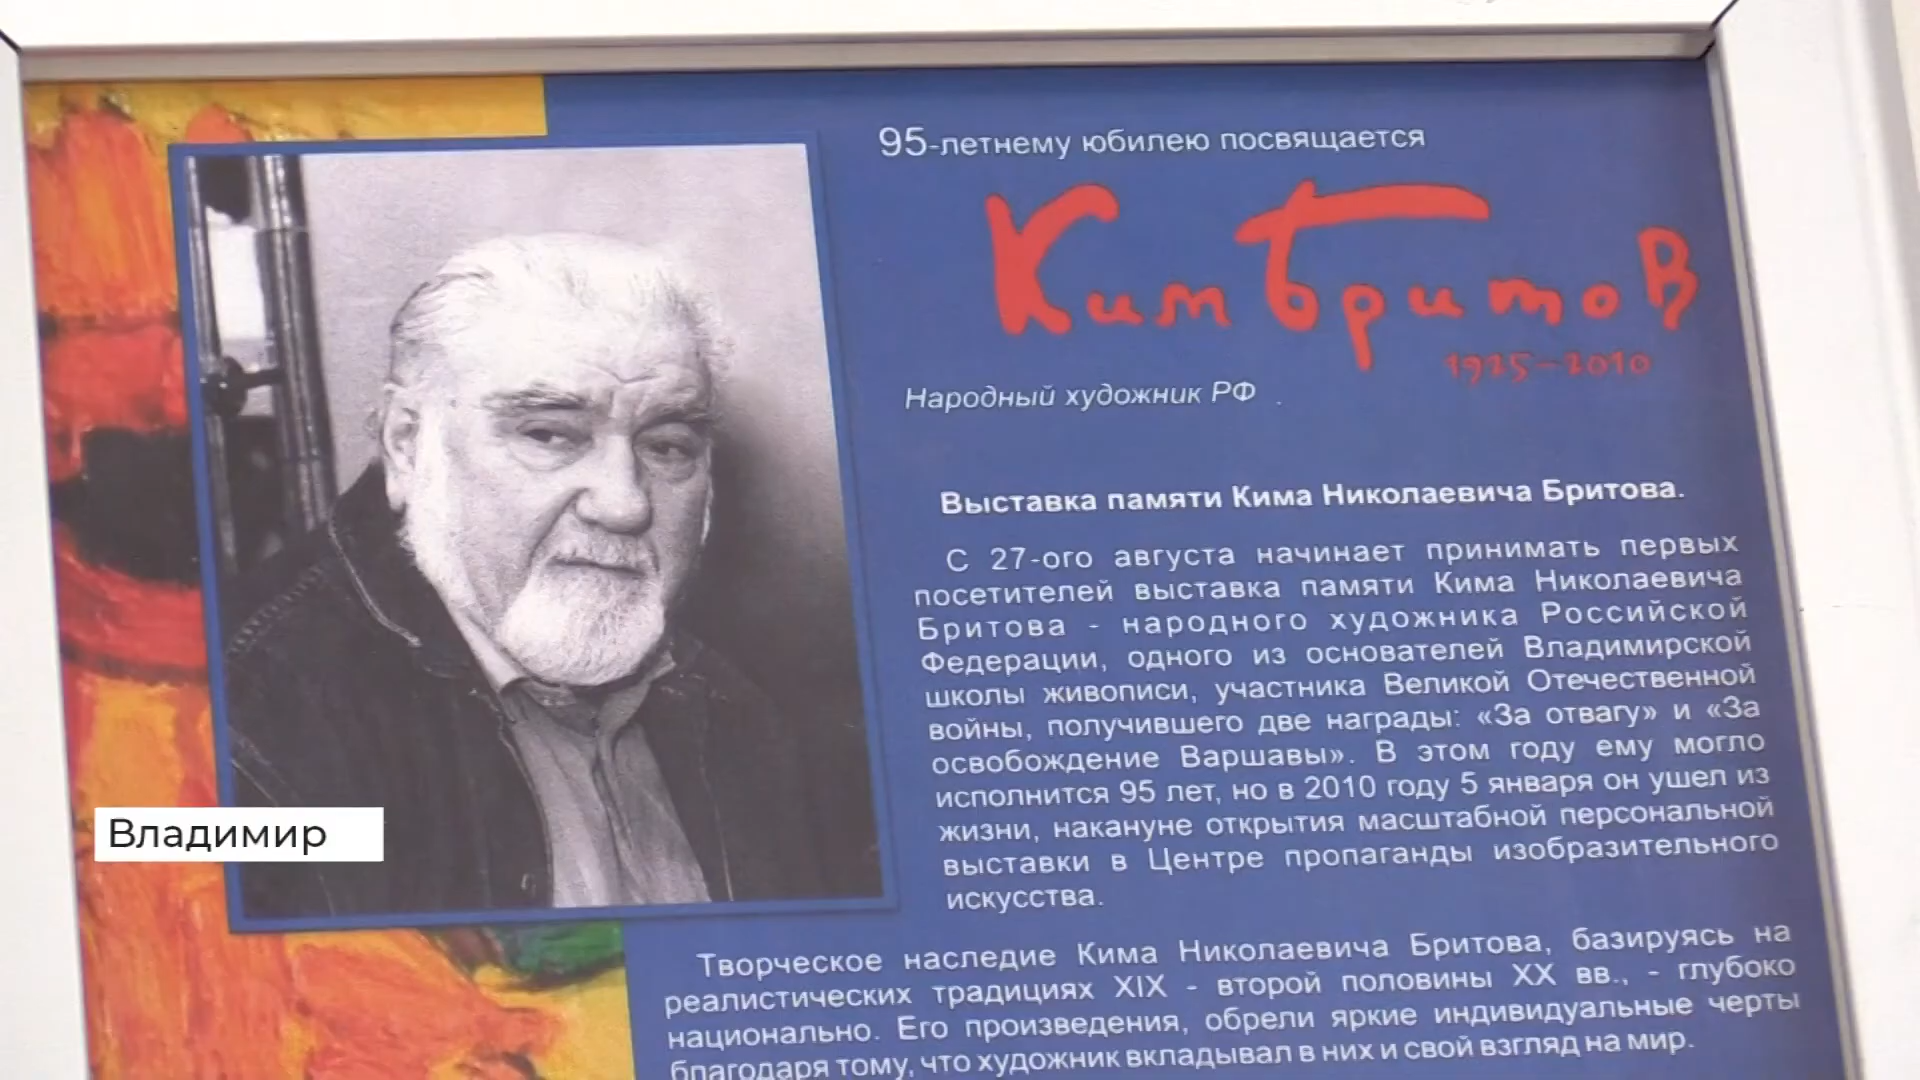 95-летнему юбилею посвящается
Ким Бритов
1925-2010
Народный художник РФ
Выставка памяти Кима Николаевича Бритова.
С 27-ого августа начинает принимать первых
посетителей выставка памяти Кима Николаевича
Бритова - народного художника Российской
Федерации, одного из основателей Владимирской
школы живописи, участника Великой Отечественной
войны, получившего две награды: «За отвагу» и «За
освобождение Варшавы». В этом году ему могло
исполнится 95 лет, но в 2010 году 5 января он ушел из
жизни, накануне открытия масштабной персональной
выставки в Центре пропаганды изобразительного
искусства.
Творческое наследие Кима Николаевича Бритова, базируясь на
реалистических традициях XIX - второй половины XX вв., - глубоко
национально. Его произведения, обрели яркие индивидуальные черты
благодаря тому, что художник вкладывал в них и свой взгляд на мир.
Владимир